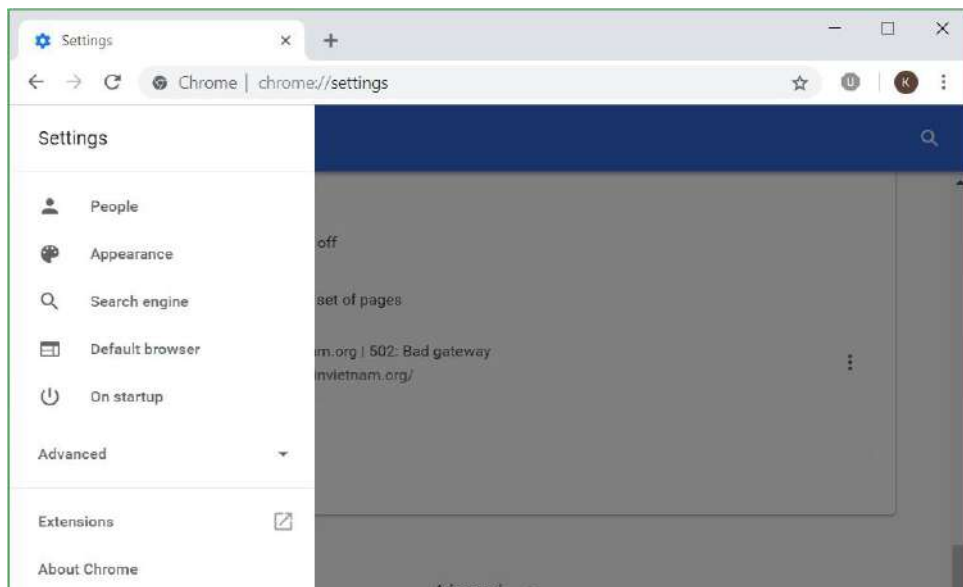 Settings
Chrome | chrome://settings
K
Settings
People
Appearance
off
Search engine
set of pages
Default browser
m.org | 502: Bad gateway
invietnam.org/
On startup
Advanced
Extensions
About Chrome